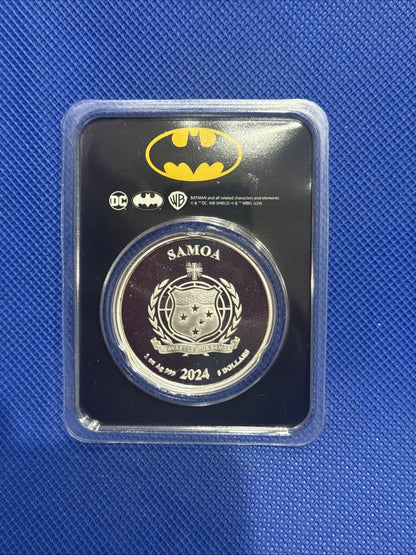 DC
BATMAN and all related characters and elements
© & ™ DC. WB SHIELD: © & ™ WBEI. (s24)
SAMOA
1 oz Ag 999 2024 5 DOLLARS